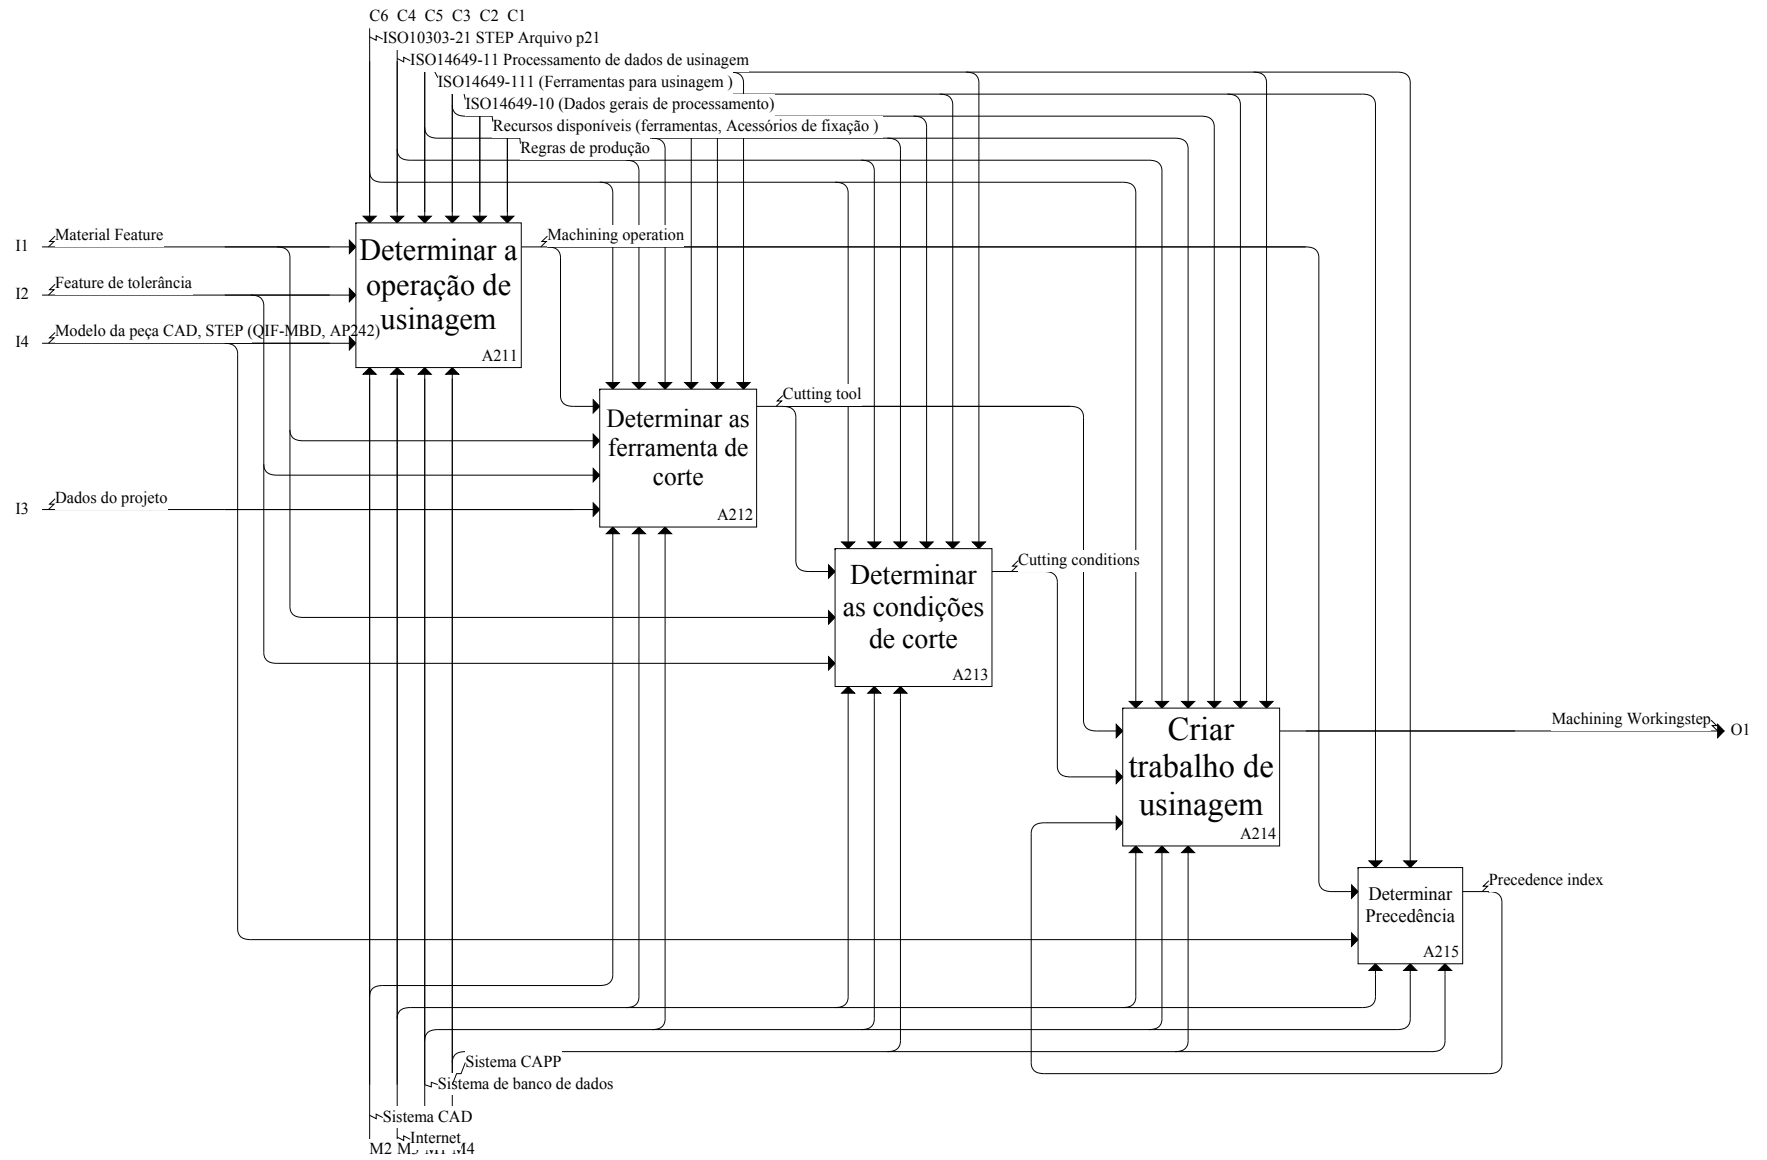 C6 C4 C5 C3 C2 C1
ISO10303-21 STEP Arquivo p21
ISO14649-11 Processamento de dados de usinagem
ISO14649-111 (Ferramentas para usinagem )
ISO14649-10 (Dados gerais de processamento)
Recursos disponíveis (ferramentas, Acessórios de fixação )
Regras de produção
I1
Material Feature
I2
Feature de tolerância
I4
Modelo da peça CAD, STEP (QIF-MBD, AP242)
Determinar a
operação de
usinagem
A211
Machining operation
I3
Dados do projeto
Determinar as
ferramenta de
corte
A212
Cutting tool
Determinar
as condições
de corte
A213
Cutting conditions
Criar
trabalho de
usinagem
A214
Machining Workingstep
O1
Determinar
Precedência
A215
Precedence index
Sistema CAPP
Sistema de banco de dados
Sistema CAD
Internet
M2